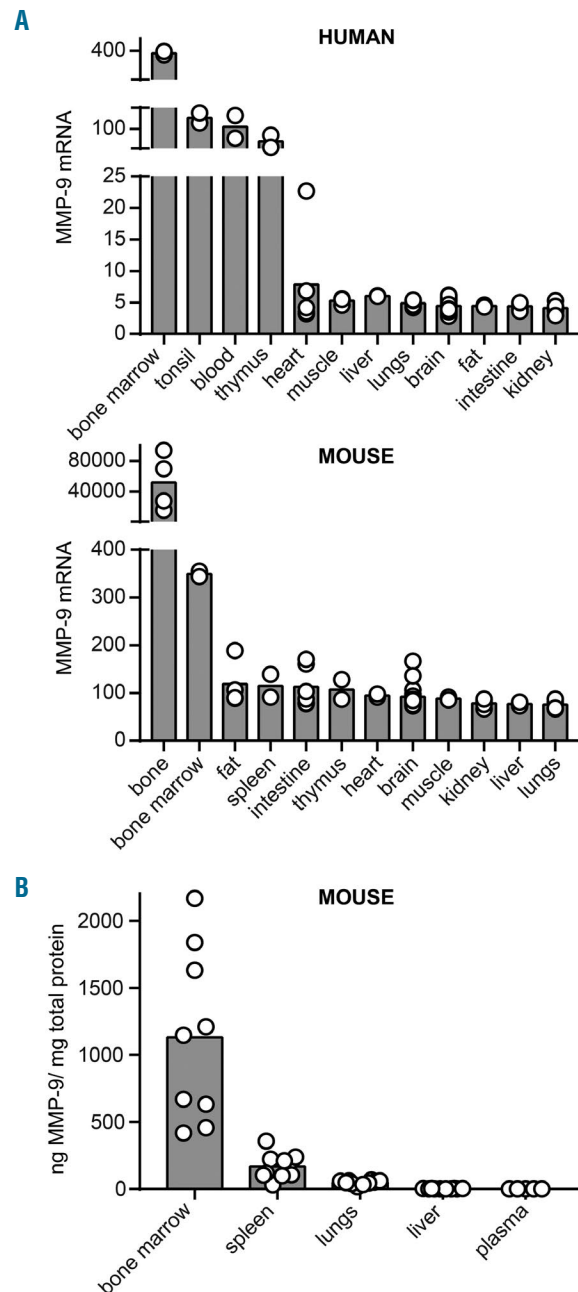 A
HUMAN
MMP-9 mRNA
400
100
25
20
15
10
5
0
bone marrow
tonsil
blood
thymus
heart
muscle
liver
lungs
brain
fat
intestine
kidney
MOUSE
MMP-9 mRNA
80000
40000
400
300
200
100
0
bone
bone marrow
fat
spleen
intestine
thymus
heart
brain
muscle
kidney
liver
lungs
B
MOUSE
ng MMP-9/ mg total protein
2000
1500
1000
500
0
bone marrow
spleen
lungs
liver
plasma